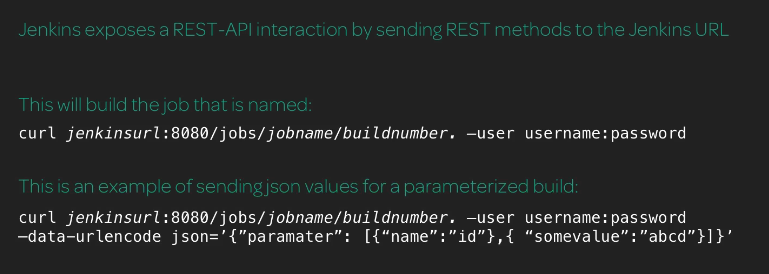 Jenkins exposes a REST-API interaction by sending REST methods to the Jenkins URL
This will build the job that is named:
curl jenkinsurl:8080/jobs/jobname/buildnumber. —user username:password
This is an example of sending json values for a parameterized build:
curl jenkinsurl:8080/jobs/jobname/buildnumber. —user username:password
—data-urlencode json=’{”paramater”: [{“name”:”id”},{ “somevalue”:”abcd”}]}’